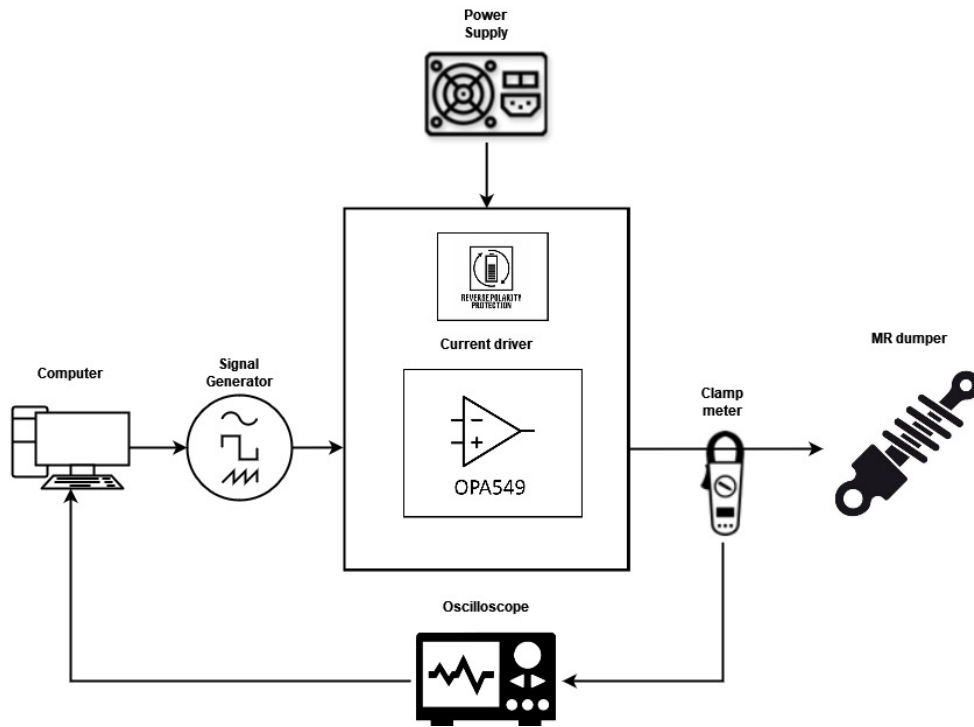 Power
Supply
REVERSE POLARITY
PROTECTION
Current driver
MR dumper
Signal
Generator
Computer
Clamp
meter
OPA549
Oscilloscope